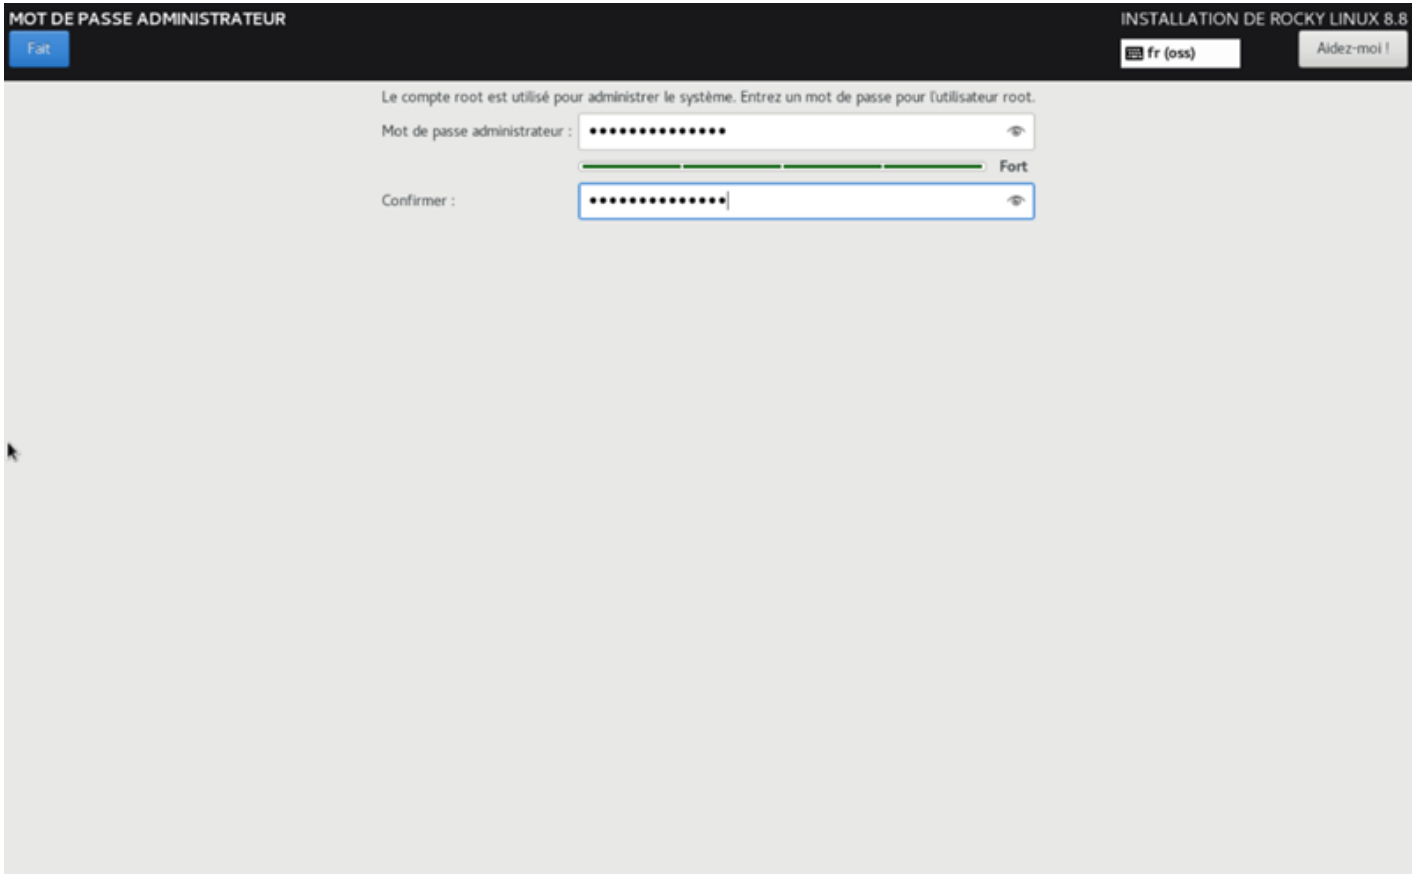 MOT DE PASSE ADMINISTRATEUR
INSTALLATION DE ROCKY LINUX 8.8
Fait
fr (oss)
Aidez-moi !
Le compte root est utilisé pour administrer le système. Entrez un mot de passe pour l'utilisateur root.
Mot de passe administrateur : ••••••••••••••
Fort
Confirmer : ••••••••••••••